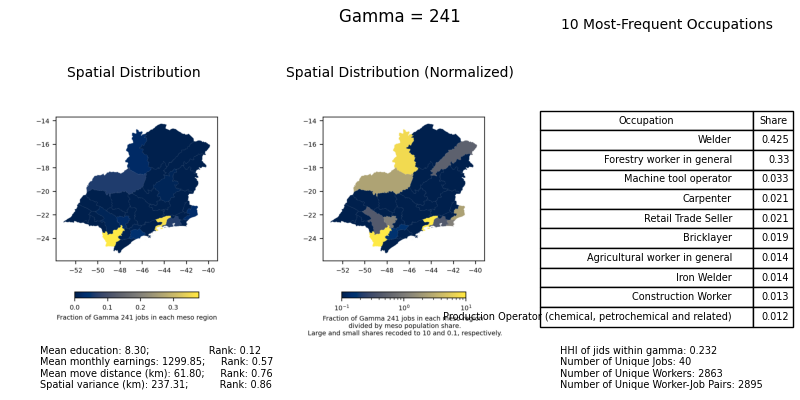 Gamma = 241
10 Most-Frequent Occupations
Spatial Distribution
Spatial Distribution (Normalized)
−14
−16
−18
−20
−22
−24
−52 −50 −48 −46 −44 −42 −40
0.0 0.1 0.2 0.3
Fraction of Gamma 241 jobs in each meso region
−14
−16
−18
−20
−22
−24
−52 −50 −48 −46 −44 −42 −40
10⁻¹ 10⁰ 10¹
Fraction of Gamma 241 jobs in each meso region
divided by meso population share.
Large and small shares recoded to 10 and 0.1, respectively.
Occupation Share
Welder 0.425
Forestry worker in general 0.33
Machine tool operator 0.033
Carpenter 0.021
Retail Trade Seller 0.021
Bricklayer 0.019
Agricultural worker in general 0.014
Iron Welder 0.014
Construction Worker 0.013
Production Operator (chemical, petrochemical and related) 0.012
Mean education: 8.30; Rank: 0.12
Mean monthly earnings: 1299.85; Rank: 0.57
Mean move distance (km): 61.80; Rank: 0.76
Spatial variance (km): 237.31; Rank: 0.86
HHI of jids within gamma: 0.232
Number of Unique Jobs: 40
Number of Unique Workers: 2863
Number of Unique Worker-Job Pairs: 2895